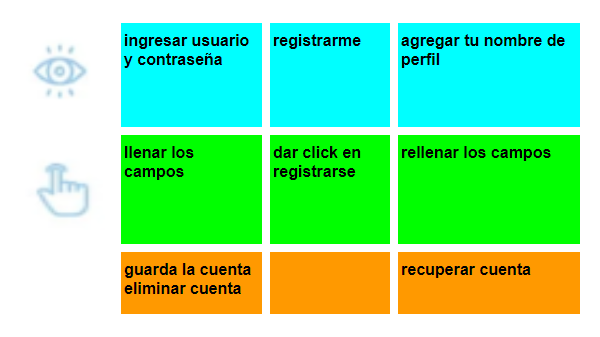 ingresar usuario
y contraseña
registrarme
agregar tu nombre de
perfil
llenar los
campos
dar click en
registrarse
rellenar los campos
guarda la cuenta
eliminar cuenta
recuperar cuenta